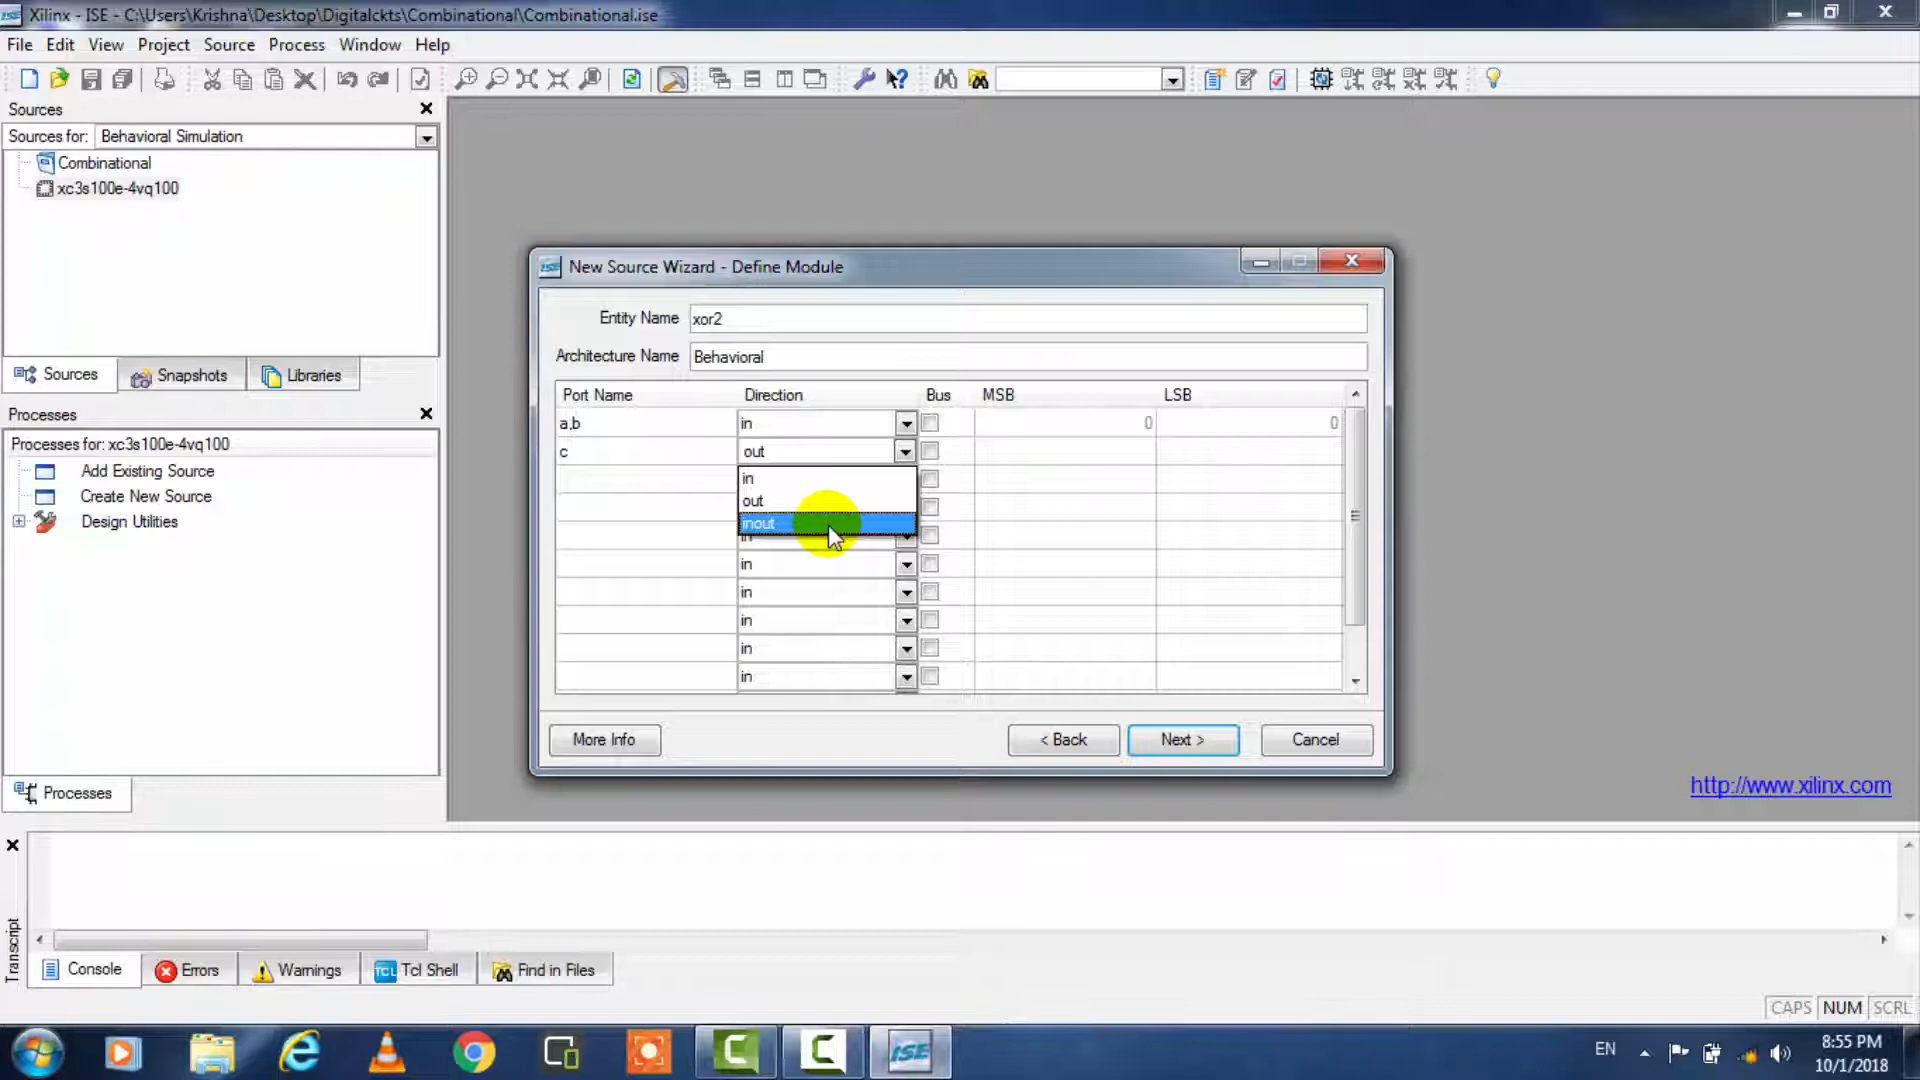 Xilinx - ISE - C:\Users\Krishna\Desktop\Digitalckts\Combinational\Combinational.ise
File Edit View Project Source Process Window Help
Sources
Sources for: Behavioral Simulation
Combinational
xc3s100e-4vq100
Sources Snapshots Libraries
Processes
Processes for: xc3s100e-4vq100
Add Existing Source
Create New Source
Design Utilities
Processes
ISE New Source Wizard - Define Module
Entity Name xor2
Architecture Name Behavioral
Port Name Direction Bus MSB LSB
a,b in 0 0
c out
in
out
inout
in
in
in
in
in
in
More Info < Back Next > Cancel
http://www.xilinx.com
Transcript
Console Errors Warnings TCL Tcl Shell Find in Files
CAPS NUM SCRL
ISE
EN
8:55 PM
10/1/2018